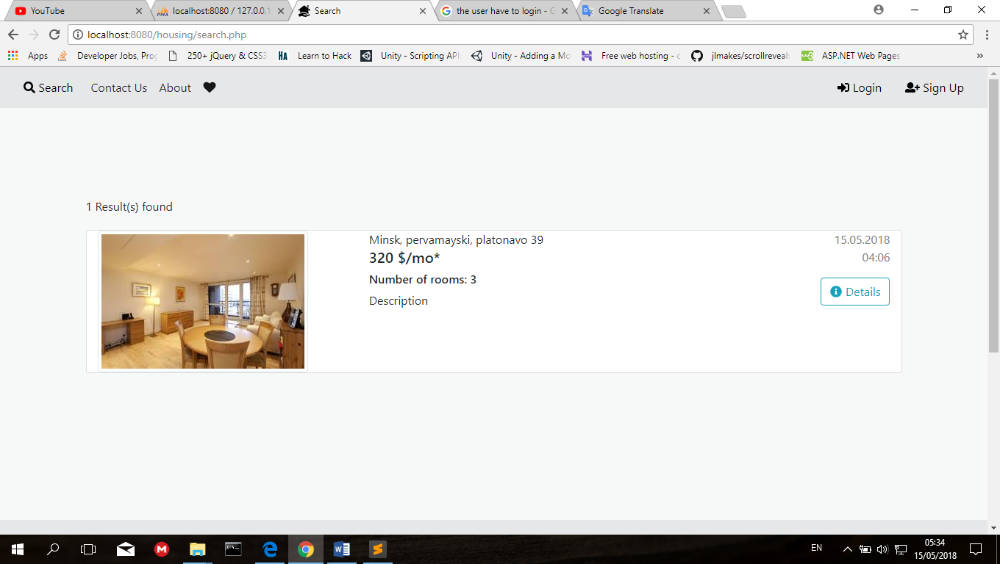 YouTube
localhost:8080 / 127.0.0.1
Search
the user have to login - G
Google Translate
localhost:8080/housing/search.php
Apps
Developer Jobs, Prog
250+ jQuery & CSS3
Learn to Hack
Unity - Scripting API
Unity - Adding a Mo
Free web hosting - c
jlmakes/scrollreveal:
ASP.NET Web Pages
Search
Contact Us
About
Login
Sign Up
1 Result(s) found
Minsk, pervamayski, platonavo 39
15.05.2018
320 $/mo*
04:06
Number of rooms: 3
Details
Description
EN
05:34
15/05/2018